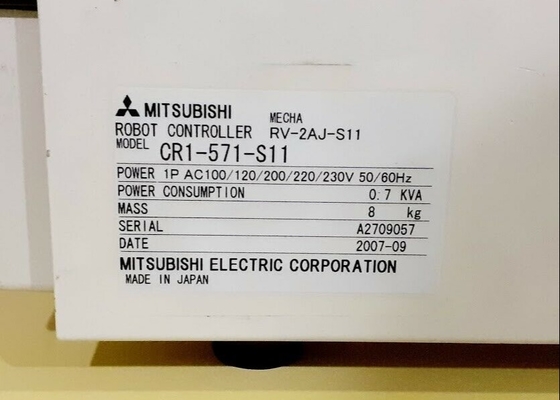 MITSUBISHI MECHA
ROBOT CONTROLLER RV-2AJ-S11
MODEL CR1-571-S11
POWER 1P AC100/120/200/220/230V 50/60Hz
POWER CONSUMPTION 0.7 KVA
MASS 8 kg
SERIAL A2709057
DATE 2007-09
MITSUBISHI ELECTRIC CORPORATION
MADE IN JAPAN